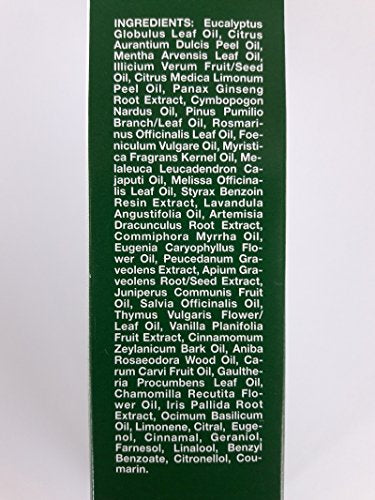 INGREDIENTS: Eucalyptus
Globulus Leaf Oil, Citrus
Aurantium Dulcis Peel Oil,
Mentha Arvensis Leaf Oil,
Illicium Verum Fruit/Seed
Oil, Citrus Medica Limonum
Peel Oil, Panax Ginseng
Root Extract, Cymbopogon
Nardus Oil, Pinus Pumilio
Branch/Leaf Oil, Rosmari-
nus Officinalis Leaf Oil, Foe-
niculum Vulgare Oil, Myristi-
ca Fragrans Kernel Oil, Me-
laleuca Leucadendron Ca-
japuti Oil, Melissa Officina-
lis Leaf Oil, Styrax Benzoin
Resin Extract, Lavandula
Angustifolia Oil, Artemisia
Dracunculus Root Extract,
Commiphora Myrrha Oil,
Eugenia Caryophyllus Flo-
wer Oil, Peucedanum Gra-
veolens Extract, Apium Gra-
veolens Root/Seed Extract,
Juniperus Communis Fruit
Oil, Salvia Officinalis Oil,
Thymus Vulgaris Flower/
Leaf Oil, Vanilla Planifolia
Fruit Extract, Cinnamomum
Zeylanicum Bark Oil, Aniba
Rosaeodora Wood Oil, Ca-
rum Carvi Fruit Oil, Gaulthe-
ria Procumbens Leaf Oil,
Chamomilla Recutita Flo-
wer Oil, Iris Pallida Root
Extract, Ocimum Basilicum
Oil, Limonene, Citral, Euge-
nol, Cinnamal, Geraniol,
Farnesol, Linalool, Benzyl
Benzoate, Citronellol, Cou-
marin.